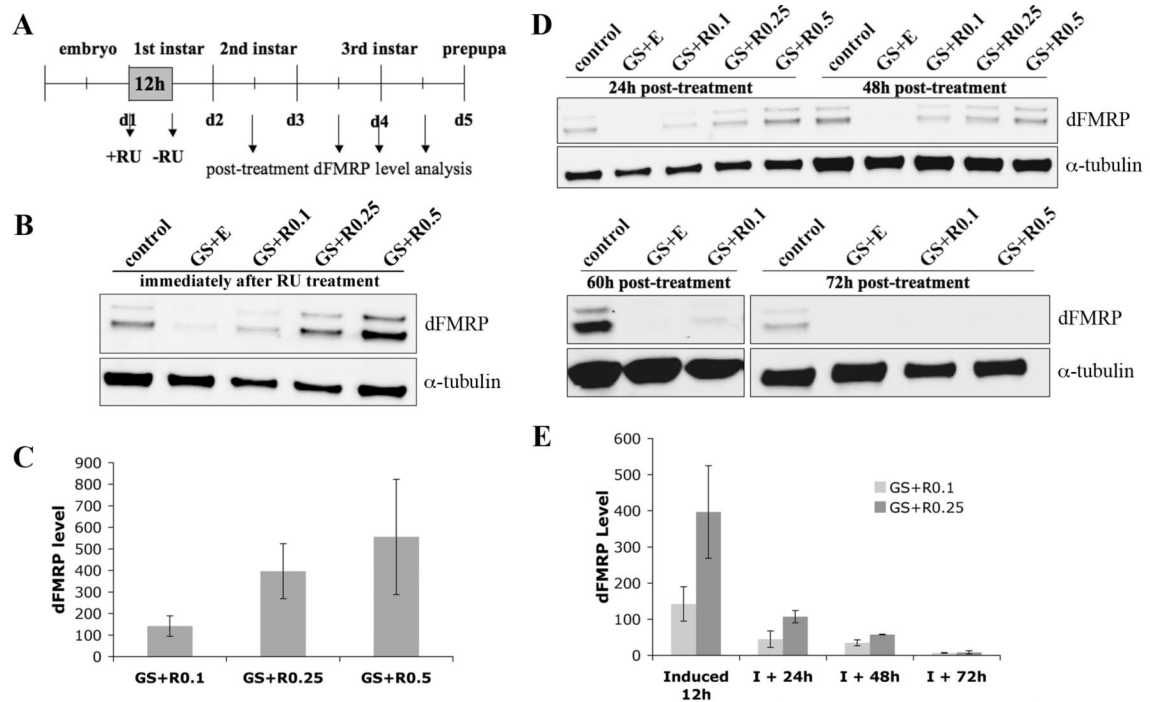 A
embryo 1st instar 2nd instar 3rd instar prepupa
12h
d1 d2 d3 d4 d5
+RU -RU
post-treatment dFMRP level analysis
B
control GS+E GS+R0.1 GS+R0.25 GS+R0.5
immediately after RU treatment
dFMRP
α-tubulin
C
dFMRP level
900
800
700
600
500
400
300
200
100
0
GS+R0.1 GS+R0.25 GS+R0.5
D
control GS+E GS+R0.1 GS+R0.25 GS+R0.5 control GS+E GS+R0.1 GS+R0.25 GS+R0.5
24h post-treatment 48h post-treatment
dFMRP
α-tubulin
control GS+E GS+R0.1 control GS+E GS+R0.1 GS+R0.5
60h post-treatment 72h post-treatment
dFMRP
α-tubulin
E
dFMRP Level
600
500
400
300
200
100
0
GS+R0.1
GS+R0.25
Induced I + 24h I + 48h I + 72h
12h